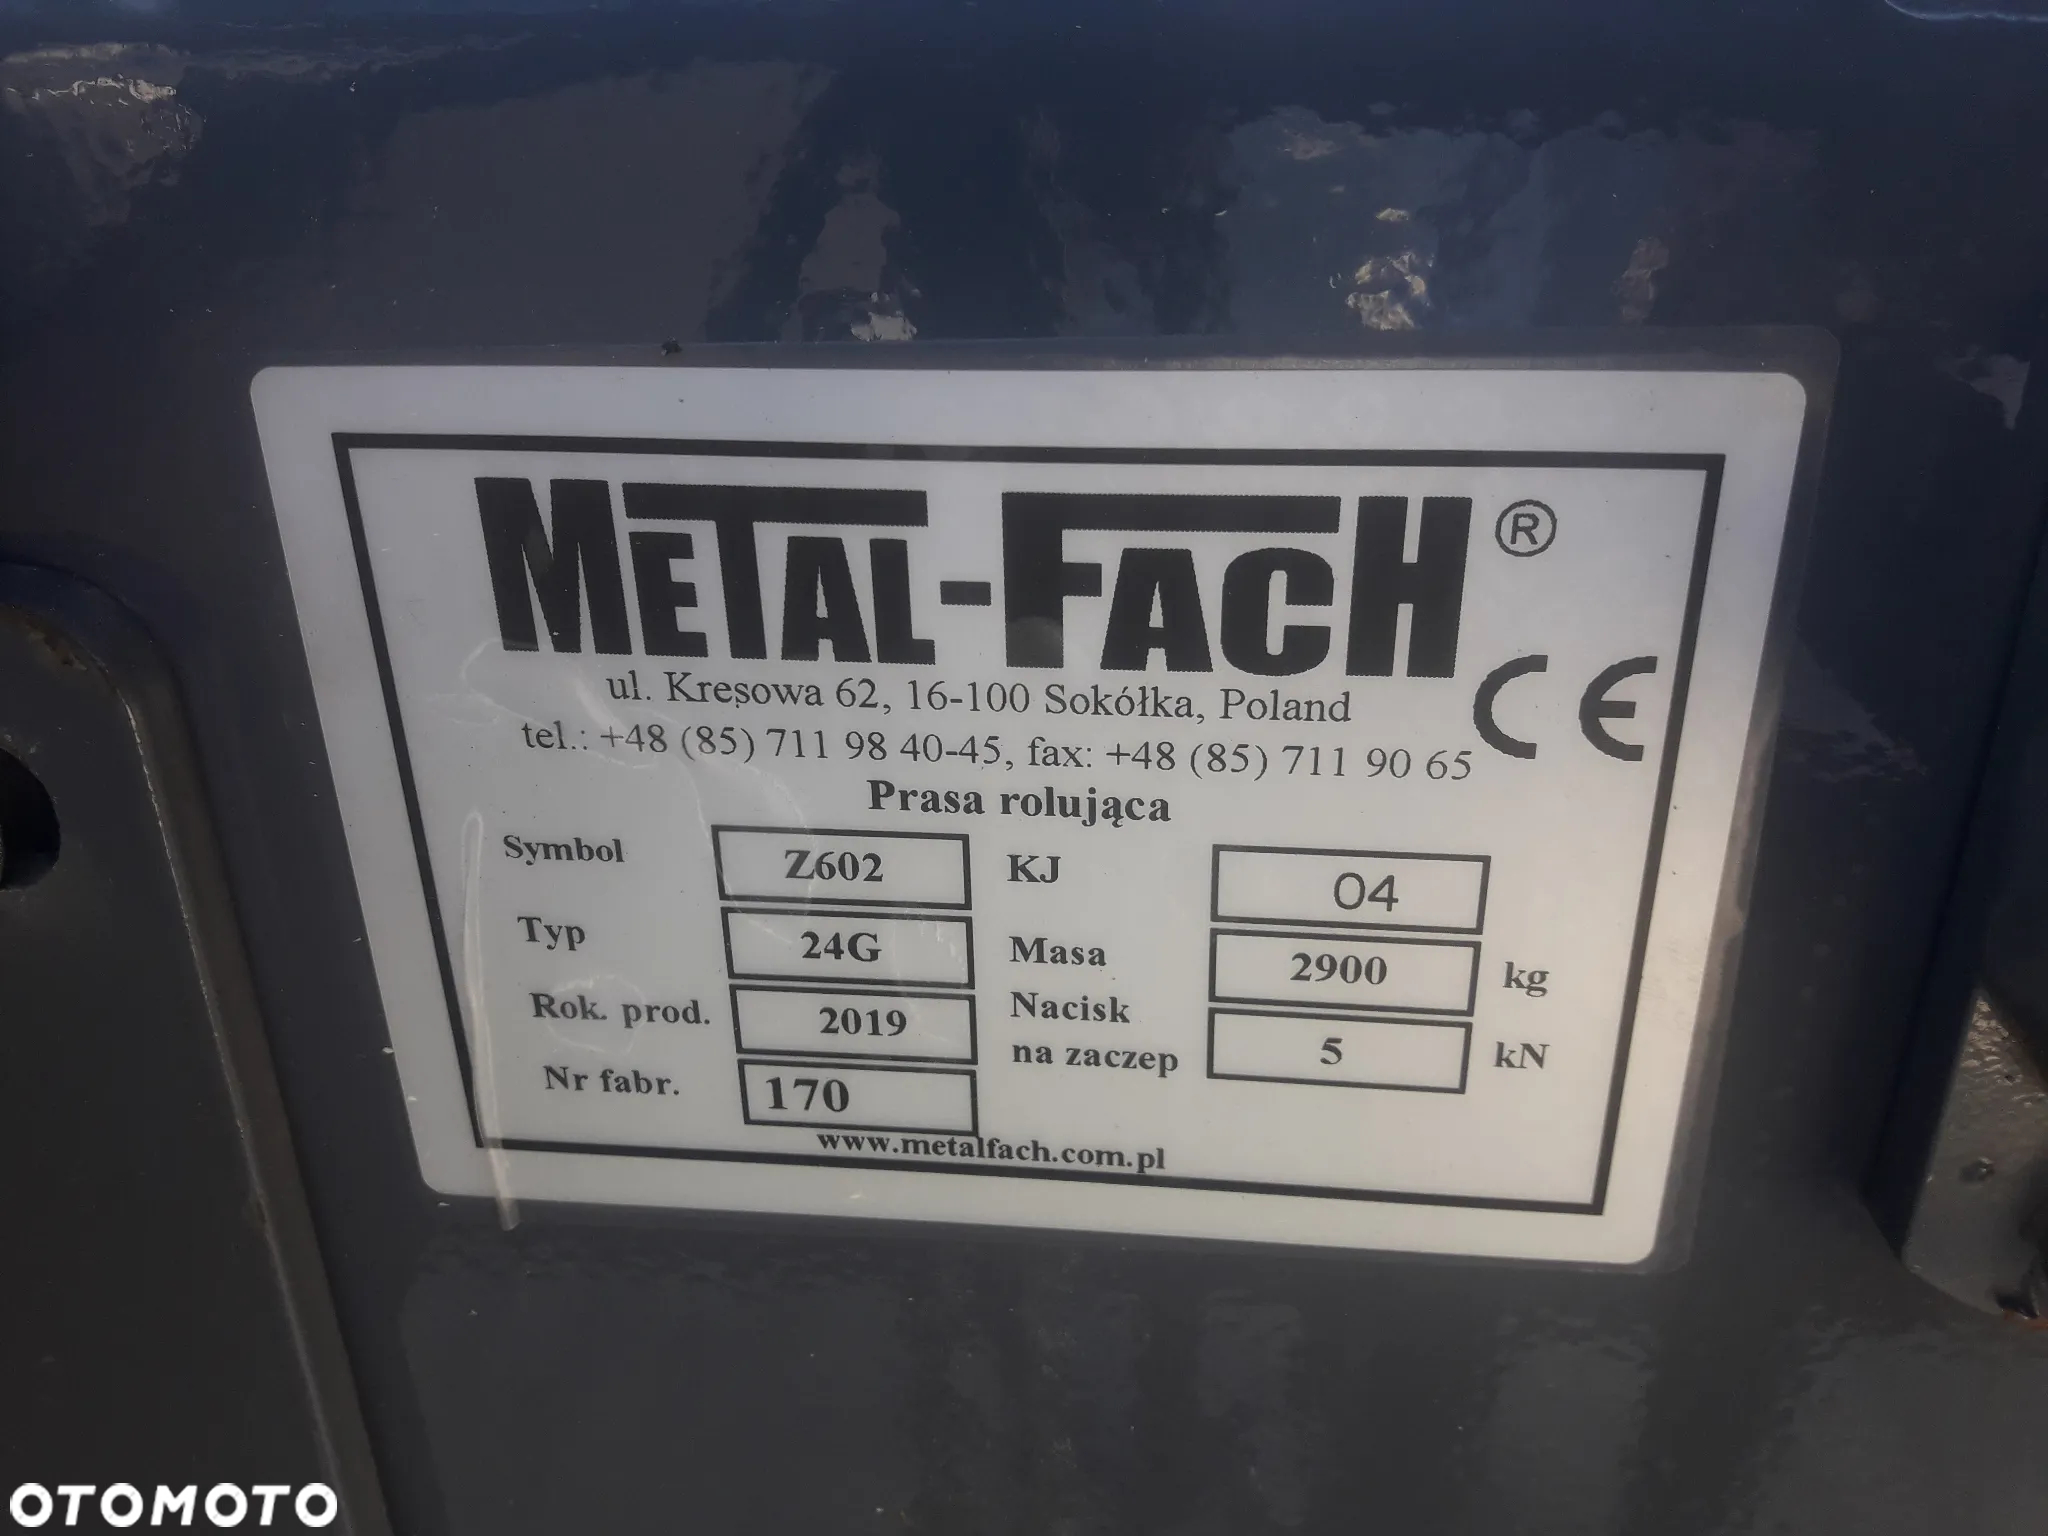 METAL-FACH®
ul. Kresowa 62, 16-100 Sokółka, Poland
tel.: +48 (85) 711 98 40-45, fax: +48 (85) 711 90 65
CE
Prasa rolująca
Symbol Z602 KJ 04
Typ 24G Masa 2900 kg
Rok. prod. 2019 Nacisk na zaczep 5 kN
Nr fabr. 170
www.metalfach.com.pl
OTOMOTO